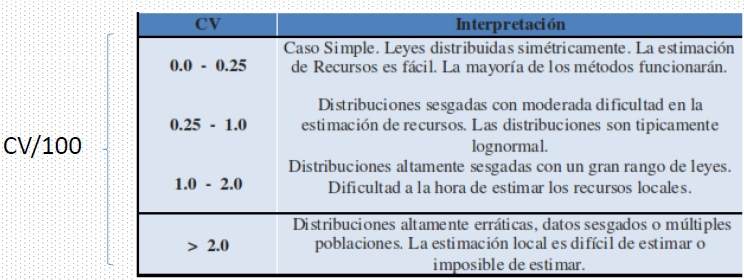 CV Interpretación
Caso Simple. Leyes distribuidas simétricamente. La estimación
0.0 - 0.25
de Recursos es fácil. La mayoría de los métodos funcionarán.
Distribuciones sesgadas con moderada dificultad en la
0.25 - 1.0
estimación de recursos. Las distribuciones son tipicamente
lognormal.
CV/100
Distribuciones altamente sesgadas con un gran rango de leyes.
1.0 - 2.0
Dificultad a la hora de estimar los recursos locales.
Distribuciones altamente erráticas, datos sesgados o múltiples
> 2.0
poblaciones. La estimación local es difícil de estimar o
imposible de estimar.